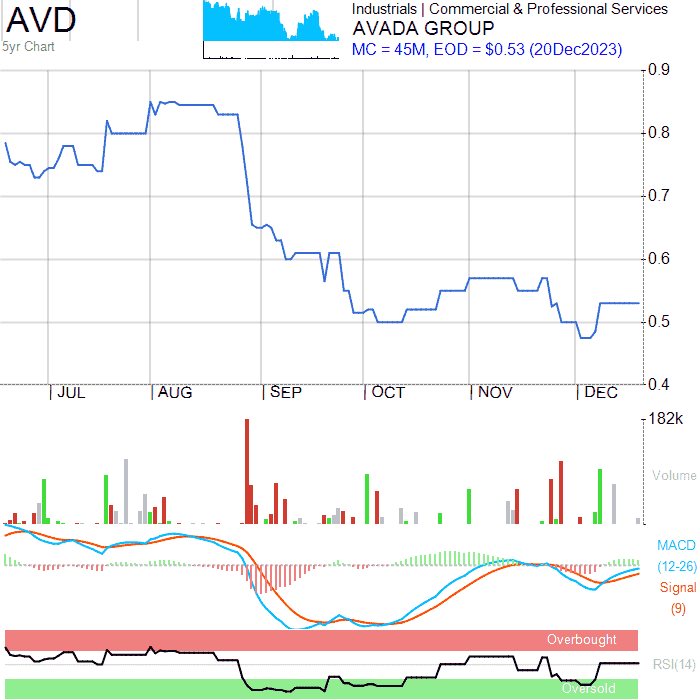 AVD
5yr Chart
Industrials | Commercial & Professional Services
AVADA GROUP
MC = 45M, EOD = $0.53 (20Dec2023)
0.9
0.8
0.7
0.6
0.5
0.4
JUL AUG SEP OCT NOV DEC
182k
Volume
MACD
(12-26)
Signal
(9)
Overbought
RSI(14)
Oversold